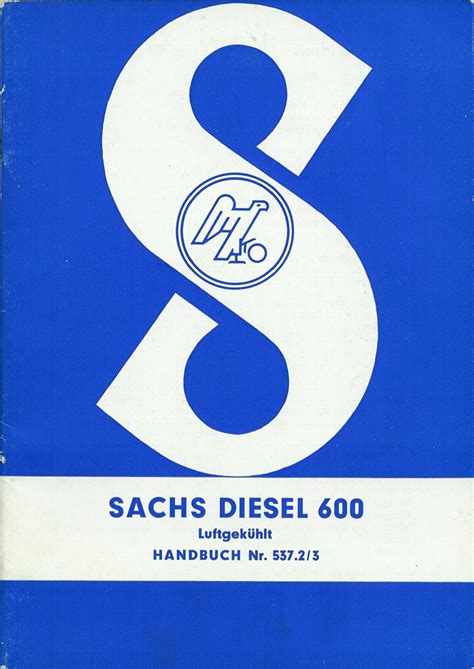 S
SACHS DIESEL 600
Luftgekühlt
HANDBUCH Nr. 537.2/3